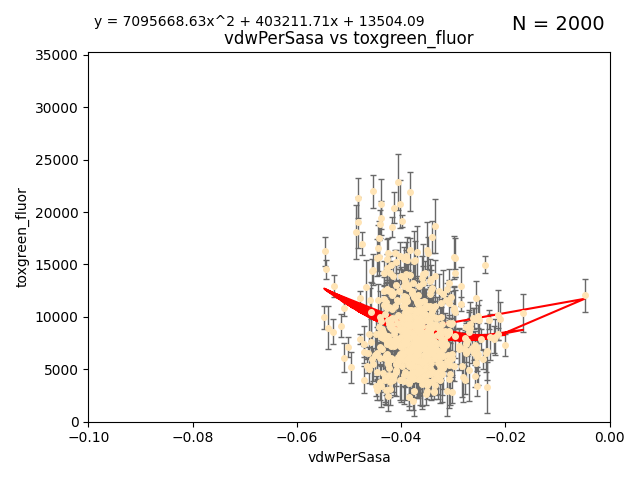 y = 7095668.63x^2 + 403211.71x + 13504.09
N = 2000
vdwPerSasa vs toxgreen_fluor
35000
30000
25000
20000
15000
10000
5000
0
toxgreen_fluor
−0.10
−0.08
−0.06
−0.04
−0.02
0.00
vdwPerSasa